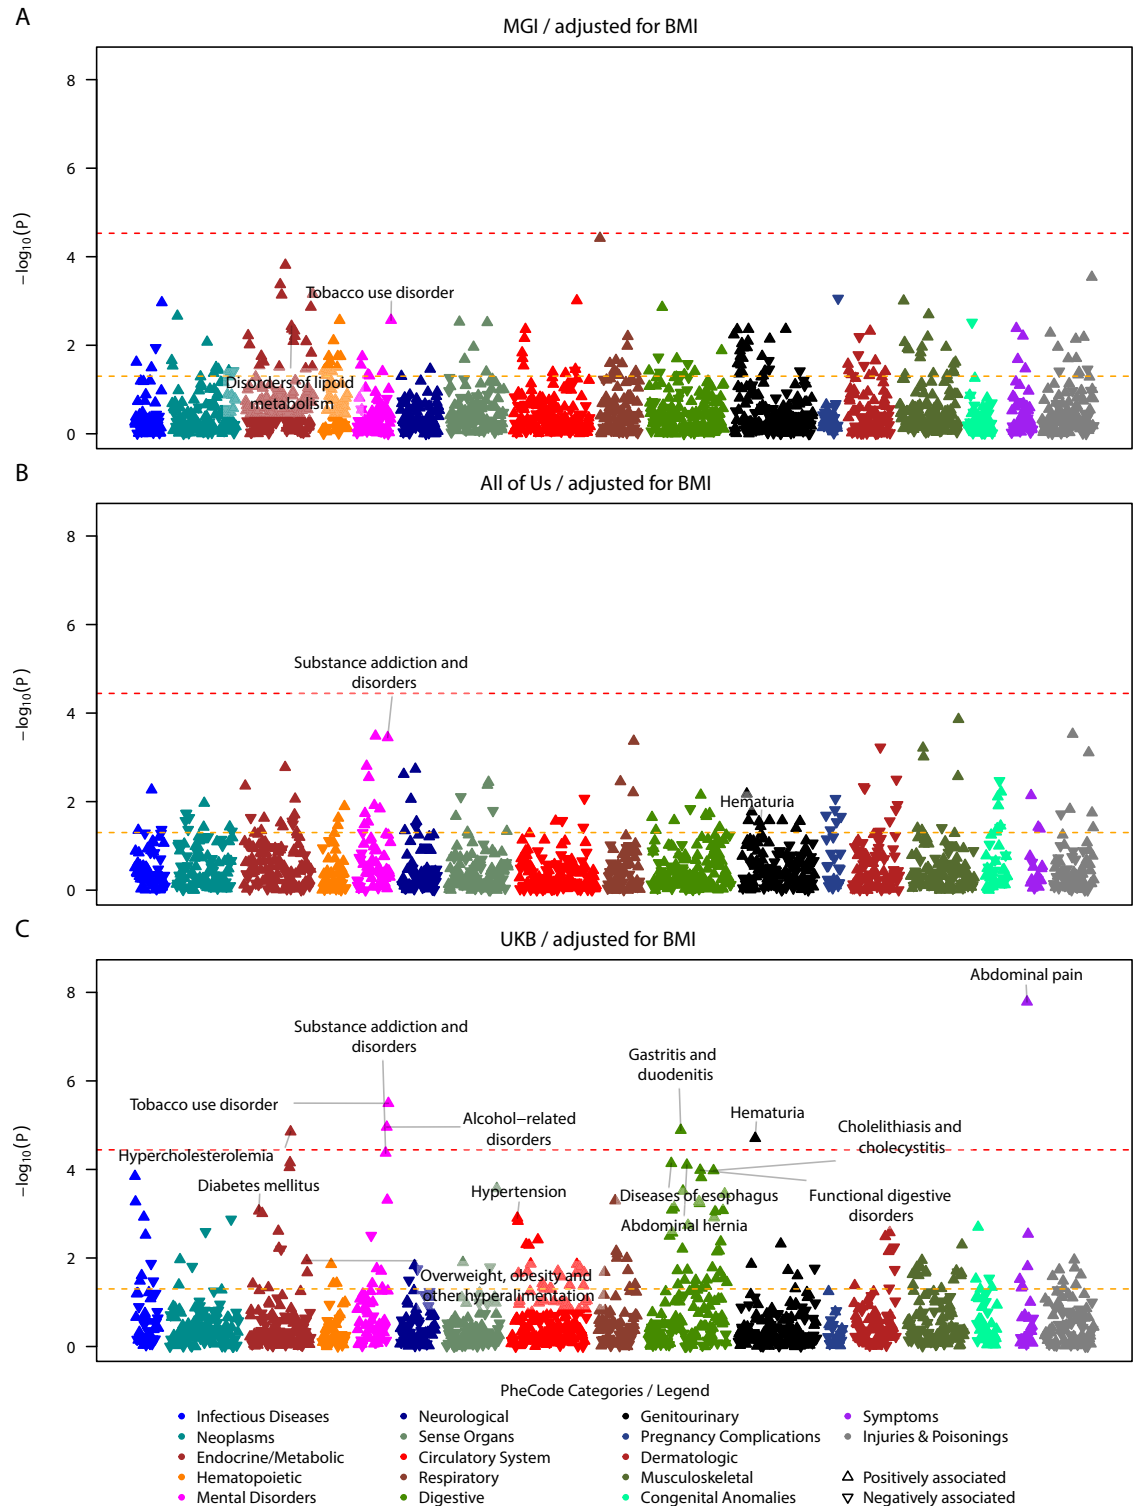 A
MGI / adjusted for BMI
8
6
4
2
0
−log10(P)
Tobacco use disorder
Disorders of lipoid
metabolism
B
All of Us / adjusted for BMI
8
6
4
2
0
−log10(P)
Substance addiction and
disorders
Hematuria
C
UKB / adjusted for BMI
8
6
4
2
0
−log10(P)
Abdominal pain
Substance addiction and
disorders
Gastritis and
duodenitis
Tobacco use disorder
Alcohol−related
disorders
Hematuria
Cholelithiasis and
cholecystitis
Hypercholesterolemia
Diabetes mellitus
Hypertension
Diseases of esophagus
Functional digestive
disorders
Abdominal hernia
Overweight, obesity and
other hyperalimentation
PheCode Categories / Legend
Infectious Diseases
Neoplasms
Endocrine/Metabolic
Hematopoietic
Mental Disorders
Neurological
Sense Organs
Circulatory System
Respiratory
Digestive
Genitourinary
Pregnancy Complications
Dermatologic
Musculoskeletal
Congenital Anomalies
Symptoms
Injuries & Poisonings
Positively associated
Negatively associated